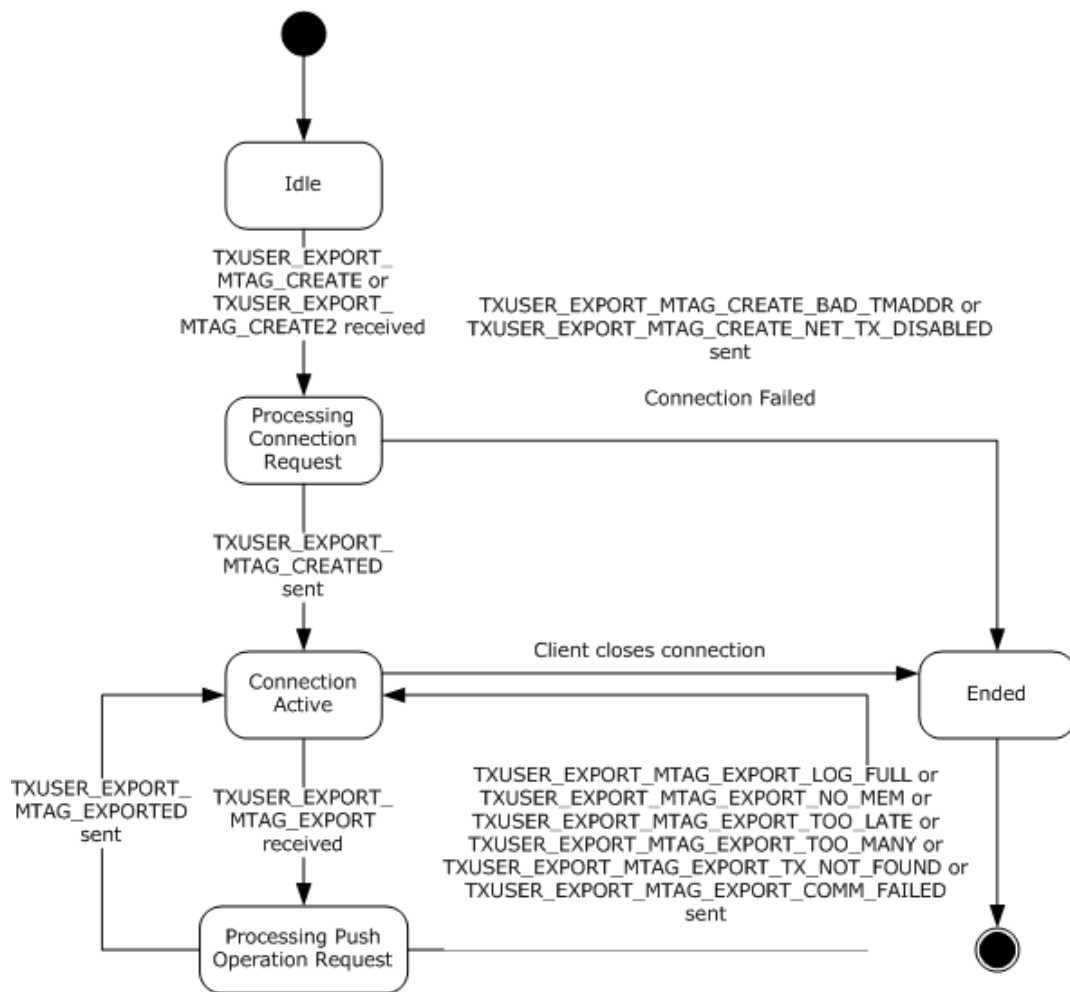 Idle
TXUSER_EXPORT_
MTAG_CREATE or
TXUSER_EXPORT_
MTAG_CREATE2 received
TXUSER_EXPORT_MTAG_CREATE_BAD_TMADDR or
TXUSER_EXPORT_MTAG_CREATE_NET_TX_DISABLED
sent
Connection Failed
Processing
Connection
Request
TXUSER_EXPORT_
MTAG_CREATED
sent
Client closes connection
Connection
Active
Ended
TXUSER_EXPORT_
MTAG_EXPORTED
sent
TXUSER_EXPORT_
MTAG_EXPORT
received
TXUSER_EXPORT_MTAG_EXPORT_LOG_FULL or
TXUSER_EXPORT_MTAG_EXPORT_NO_MEM or
TXUSER_EXPORT_MTAG_EXPORT_TOO_LATE or
TXUSER_EXPORT_MTAG_EXPORT_TOO_MANY or
TXUSER_EXPORT_MTAG_EXPORT_TX_NOT_FOUND or
TXUSER_EXPORT_MTAG_EXPORT_COMM_FAILED
sent
Processing Push
Operation Request